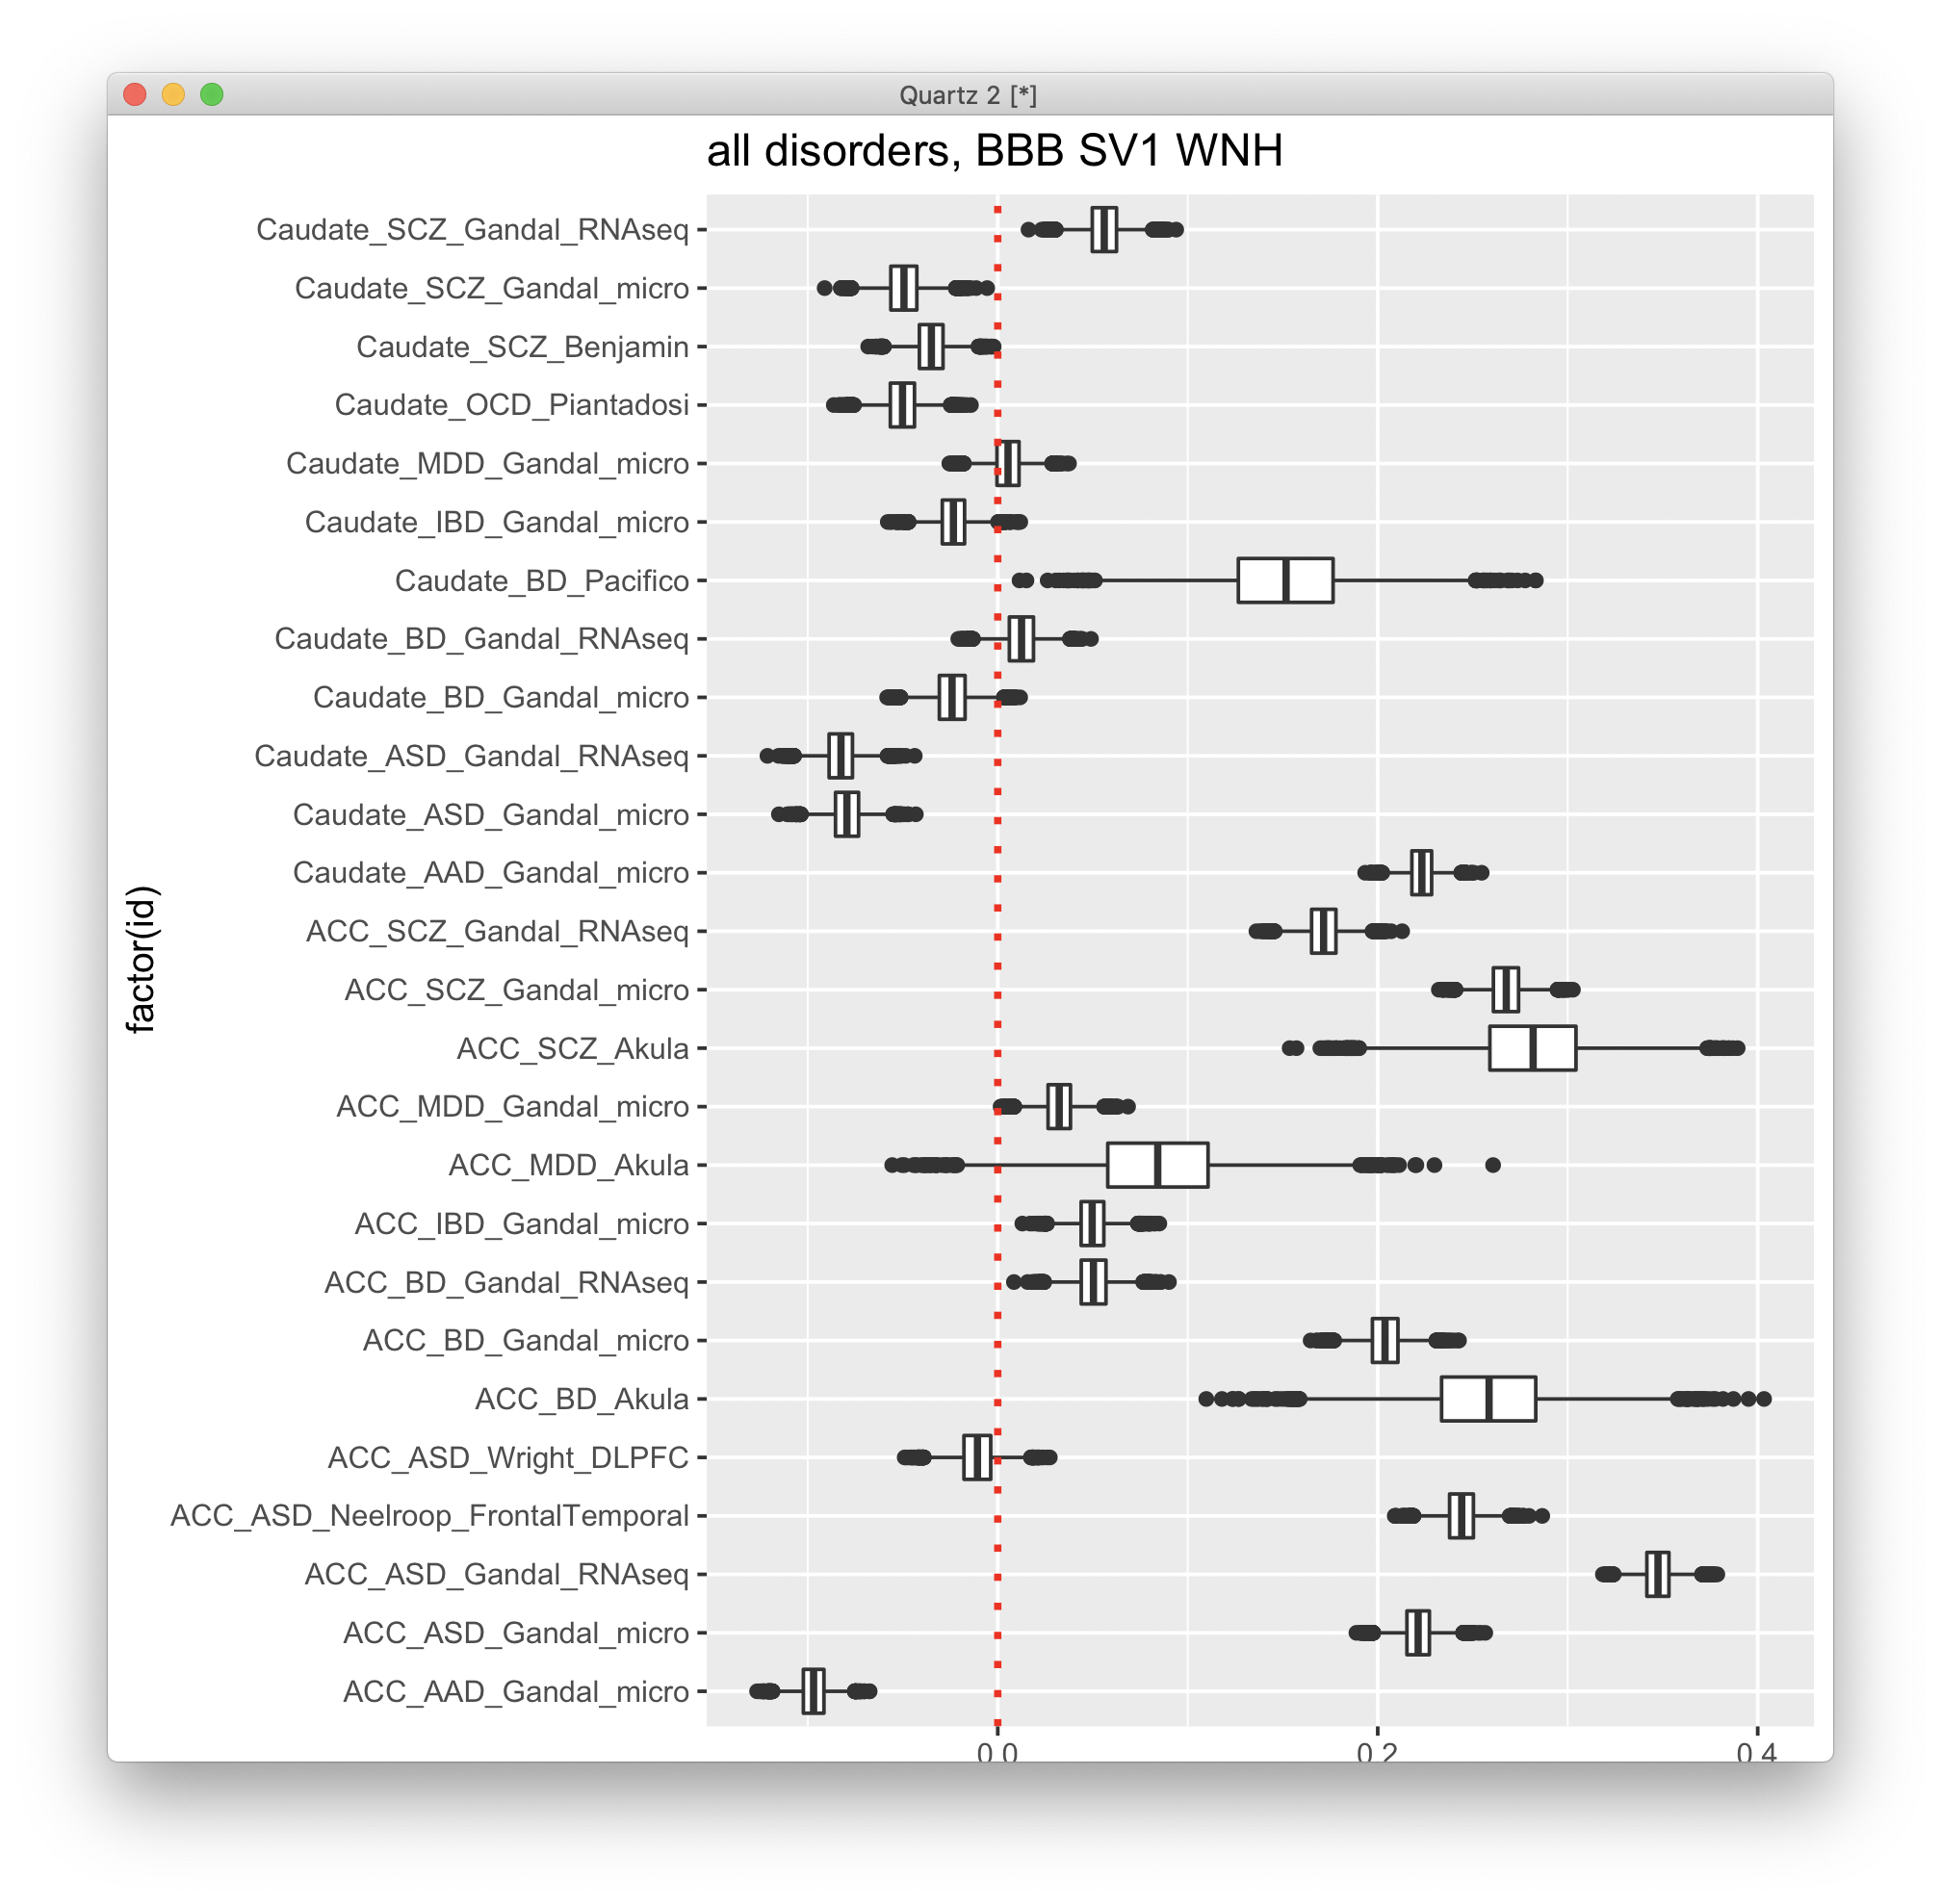 Quartz 2 [*]
all disorders, BBB SV1 WNH
Caudate_SCZ_Gandal_RNAseq
Caudate_SCZ_Gandal_micro
Caudate_SCZ_Benjamin
Caudate_OCD_Piantadosi
Caudate_MDD_Gandal_micro
Caudate_IBD_Gandal_micro
Caudate_BD_Pacifico
Caudate_BD_Gandal_RNAseq
Caudate_BD_Gandal_micro
Caudate_ASD_Gandal_RNAseq
Caudate_ASD_Gandal_micro
Caudate_AAD_Gandal_micro
ACC_SCZ_Gandal_RNAseq
ACC_SCZ_Gandal_micro
ACC_SCZ_Akula
ACC_MDD_Gandal_micro
ACC_MDD_Akula
ACC_IBD_Gandal_micro
ACC_BD_Gandal_RNAseq
ACC_BD_Gandal_micro
ACC_BD_Akula
ACC_ASD_Wright_DLPFC
ACC_ASD_Neelroop_FrontalTemporal
ACC_ASD_Gandal_RNAseq
ACC_ASD_Gandal_micro
ACC_AAD_Gandal_micro
factor(id)
0.0 0.2 0.4